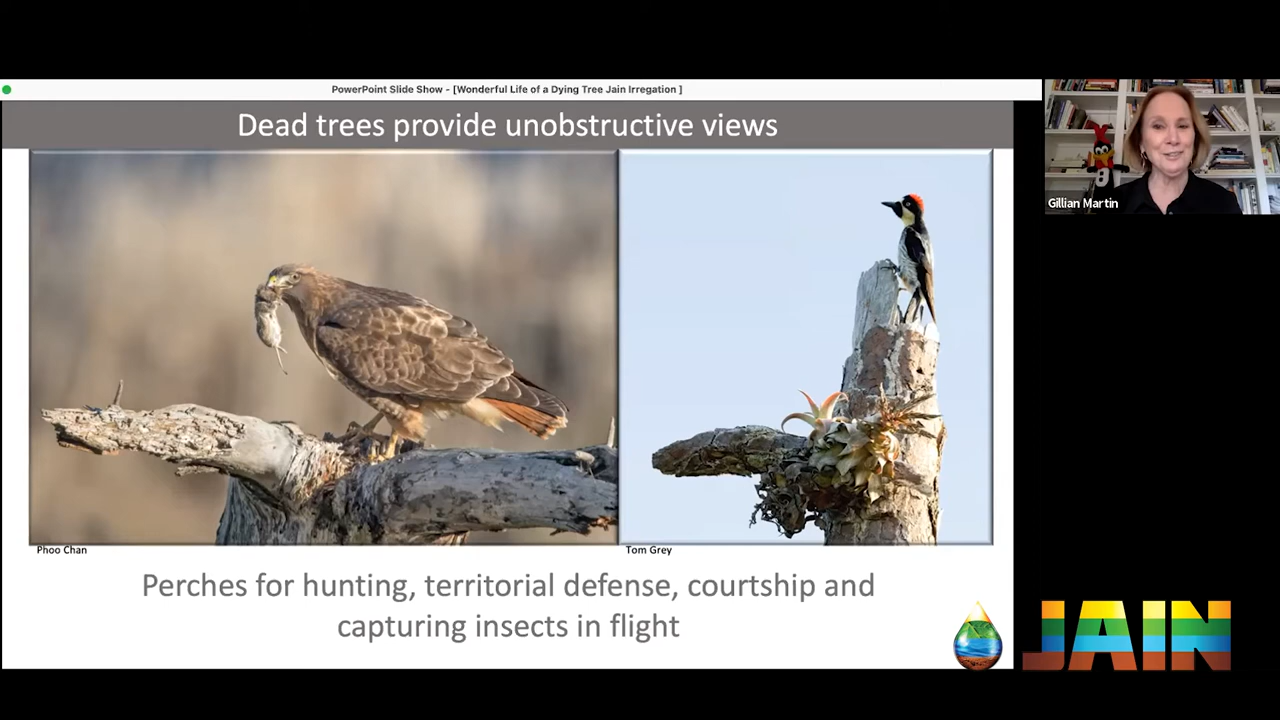 PowerPoint Slide Show - [Wonderful Life of a Dying Tree Jain Irregation ]
Dead trees provide unobstructive views
Gillian Martin
Phoo Chan
Tom Grey
Perches for hunting, territorial defense, courtship and
capturing insects in flight
JAIN